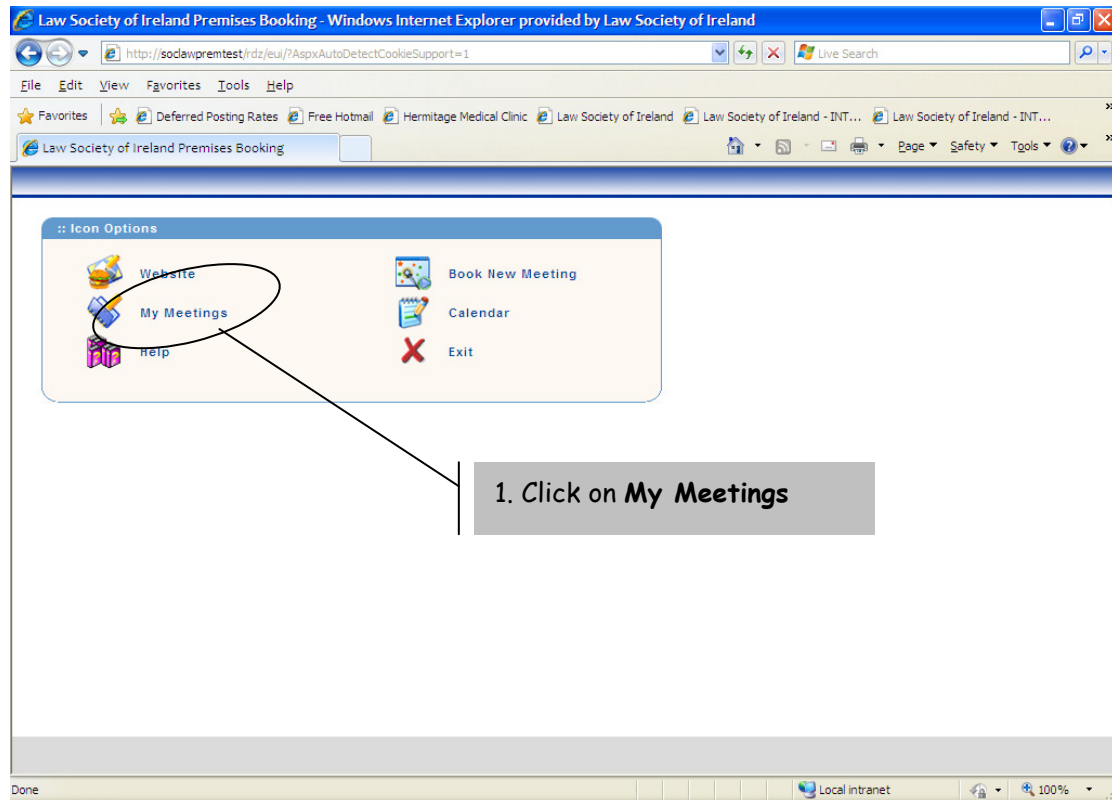 Law Society of Ireland Premises Booking - Windows Internet Explorer provided by Law Society of Ireland
http://soclawpremtest/rdz/eui/?AspxAutoDetectCookieSupport=1
Live Search
File Edit View Favorites Tools Help
Favorites Deferred Posting Rates Free Hotmail Hermitage Medical Clinic Law Society of Ireland Law Society of Ireland - INT... Law Society of Ireland - INT...
Law Society of Ireland Premises Booking Page Safety Tools
:: Icon Options
Website Book New Meeting
My Meetings Calendar
Help Exit
1. Click on My Meetings
Done Local intranet 100%